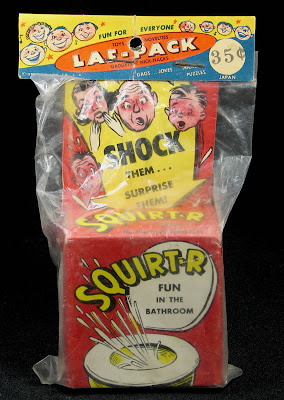 FUN FOR EVERYONE
TOYS NOVELTIES
LAF-PACK
35¢
GAGS... JOKES
PUZZLES
JAPAN
SHOCK
THEM...
SURPRISE
THEM!
SQUIRT-R
SQUIRT-R
FUN
IN THE
BATHROOM